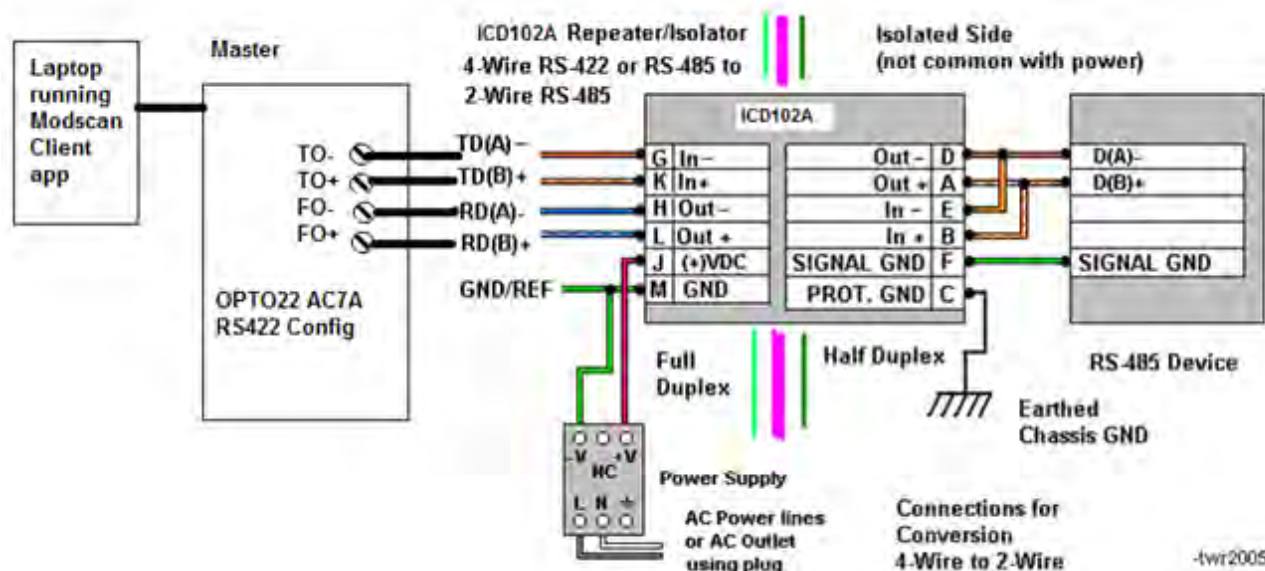 Laptop
running
Modscan
Client
app
Master
TO-
TO+
FO-
FO+
OPTO22 AC7A
RS422 Config
ICD102A Repeater/Isolator
4-Wire RS-422 or RS-485 to
2-Wire RS-485
TD(A)-
TD(B)+
RD(A)-
RD(B)+
GND/REF
Isolated Side
(not common with power)
ICD102A
G In-
K In+
H Out-
L Out +
J (+)VDC
M GND
Out - D
Out + A
In - E
In + B
SIGNAL GND F
PROT. GND C
D(A)-
D(B)+
SIGNAL GND
RS-485 Device
Full
Duplex
Half Duplex
Earthed
Chassis GND
-V +V
NC
L N
Power Supply
AC Power lines
or AC Outlet
using plug
Connections for
Conversion
4-Wire to 2-Wire
-twr2005